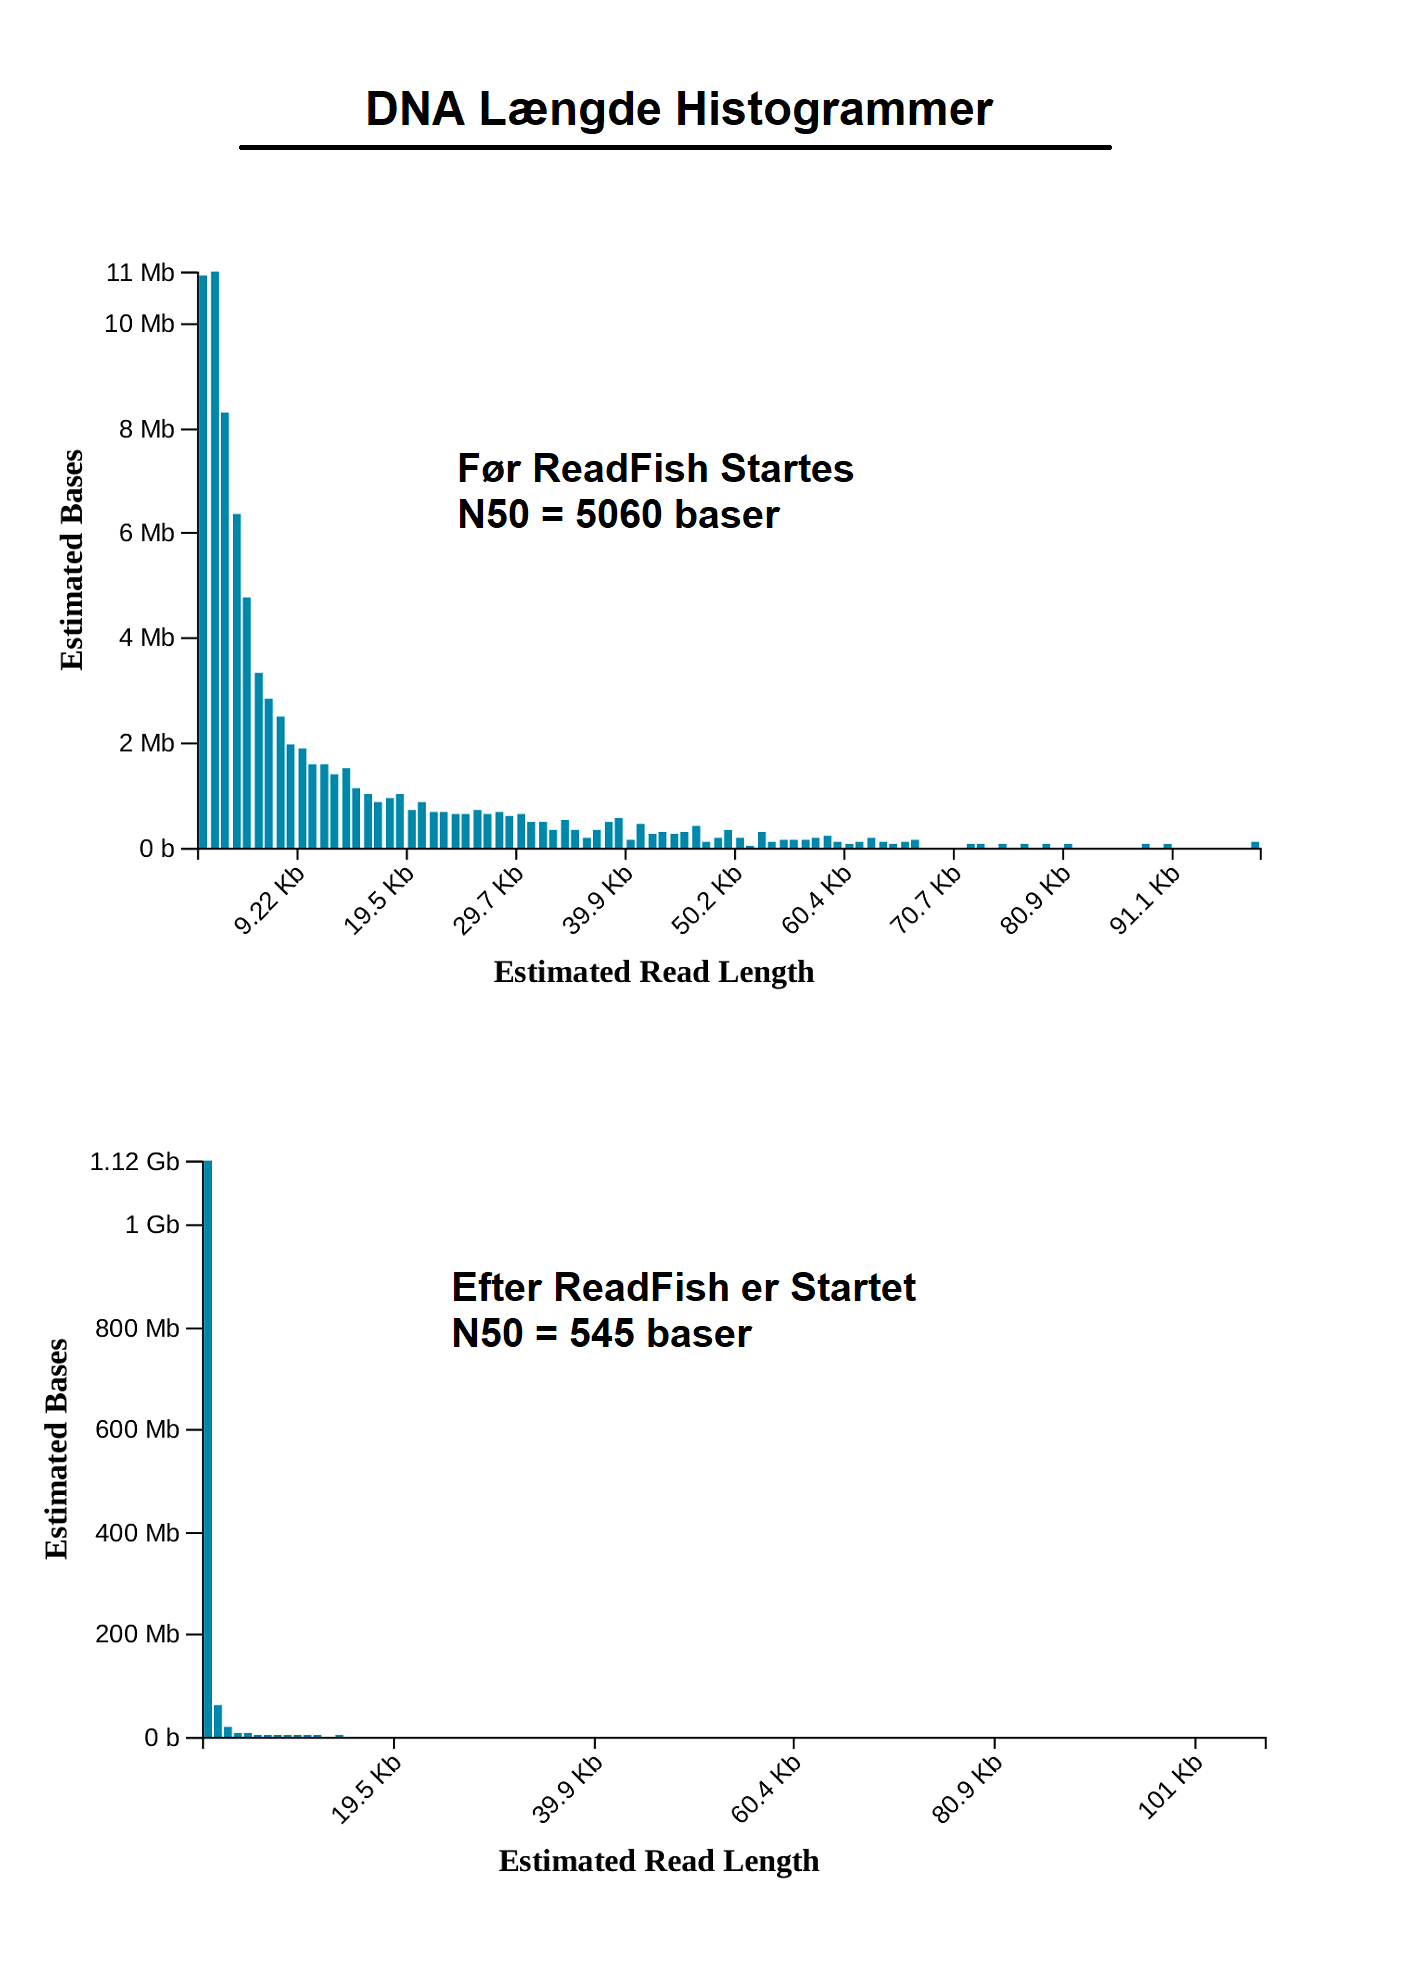 DNA Længde Histogrammer
11 Mb
10 Mb
8 Mb
6 Mb
4 Mb
2 Mb
0 b
Estimated Bases
Før ReadFish Startes
N50 = 5060 baser
9.22 Kb
19.5 Kb
29.7 Kb
39.9 Kb
50.2 Kb
60.4 Kb
70.7 Kb
80.9 Kb
91.1 Kb
Estimated Read Length
1.12 Gb
1 Gb
800 Mb
600 Mb
400 Mb
200 Mb
0 b
Estimated Bases
Efter ReadFish er Startet
N50 = 545 baser
19.5 Kb
39.9 Kb
60.4 Kb
80.9 Kb
101 Kb
Estimated Read Length